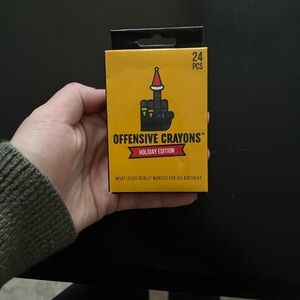 24
PCS
OFFENSIVE CRAYONS™
HOLIDAY EDITION
WHAT JESUS REALLY WANTED FOR HIS BIRTHDAY